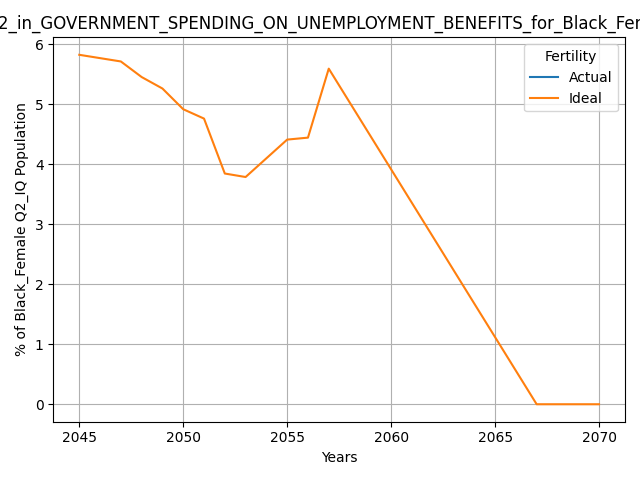 2_in_GOVERNMENT_SPENDING_ON_UNEMPLOYMENT_BENEFITS_for_Black_Fer
Fertility
Actual
Ideal
% of Black_Female Q2_IQ Population
6
5
4
3
2
1
0
2045 2050 2055 2060 2065 2070
Years